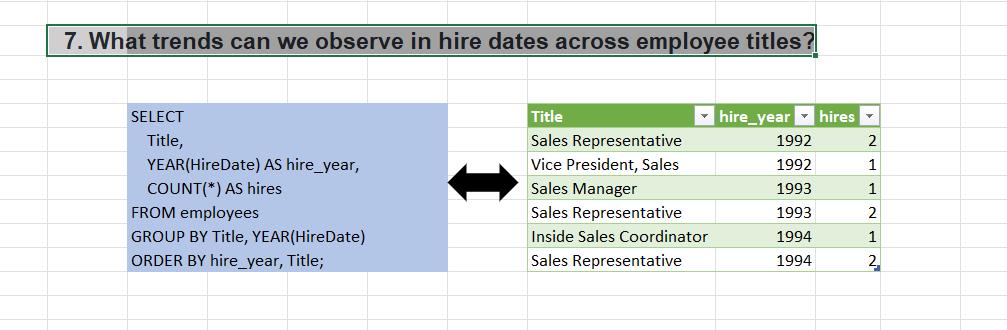 7. What trends can we observe in hire dates across employee titles?
SELECT
Title,
YEAR(HireDate) AS hire_year,
COUNT(*) AS hires
FROM employees
GROUP BY Title, YEAR(HireDate)
ORDER BY hire_year, Title;
Title hire_year hires
Sales Representative 1992 2
Vice President, Sales 1992 1
Sales Manager 1993 1
Sales Representative 1993 2
Inside Sales Coordinator 1994 1
Sales Representative 1994 2